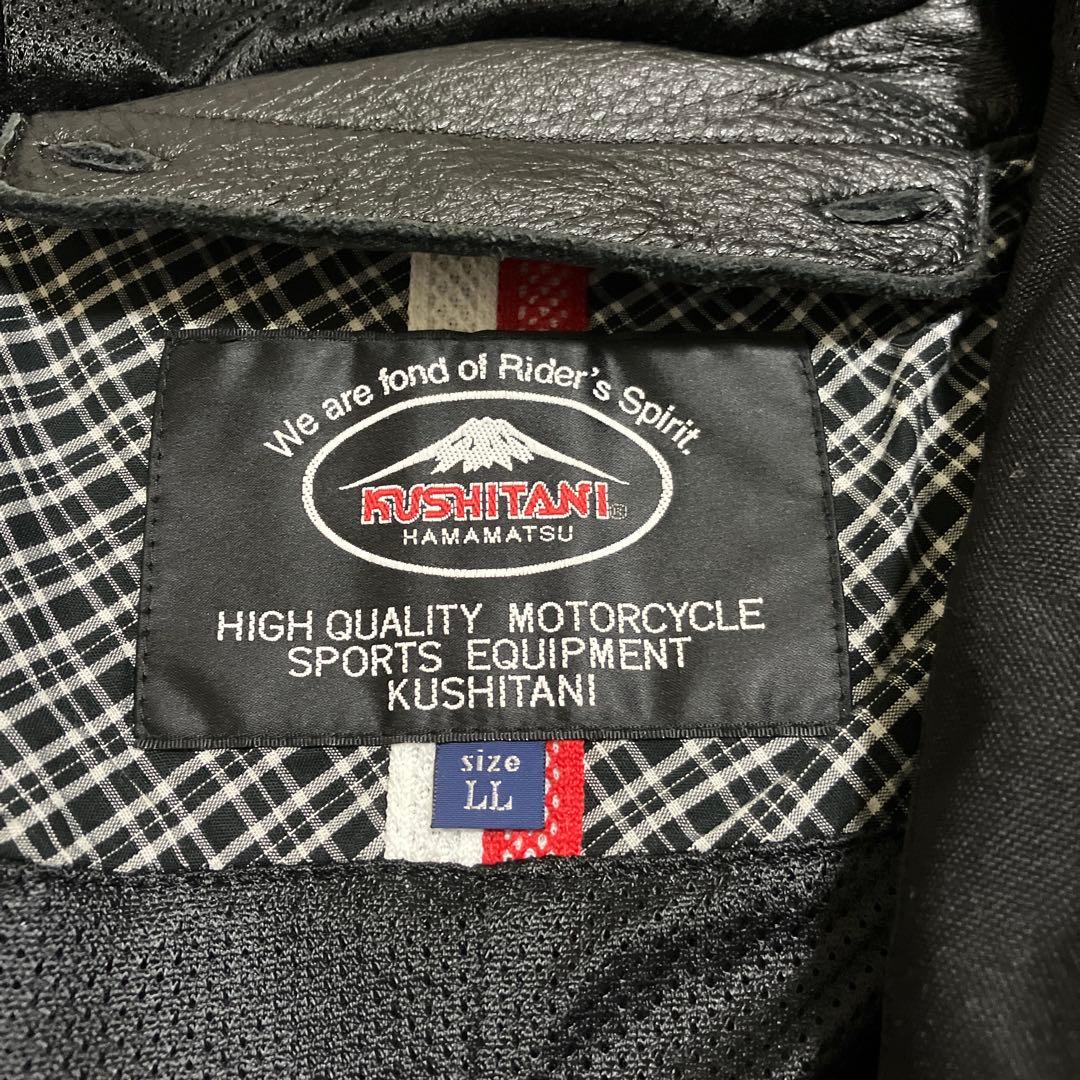 We are fond of Rider's Spirit.
KUSHITANI
HAMAMATSU
HIGH QUALITY MOTORCYCLE
SPORTS EQUIPMENT
KUSHITANI
size
LL